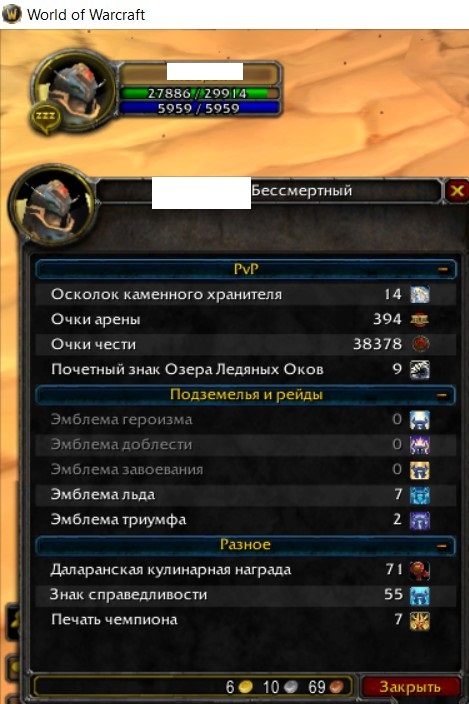 World of Warcraft
27886 / 29914
5959 / 5959
zzz
Бессмертный
PvP
Осколок каменного хранителя 14
Очки арены 394
Очки чести 38378
Почетный знак Озера Ледяных Оков 9
Подземелья и рейды
Эмблема героизма 0
Эмблема доблести 0
Эмблема завоевания 0
Эмблема льда 7
Эмблема триумфа 2
Разное
Даларанская кулинарная награда 71
Знак справедливости 55
Печать чемпиона 7
6 10 69 Закрыть